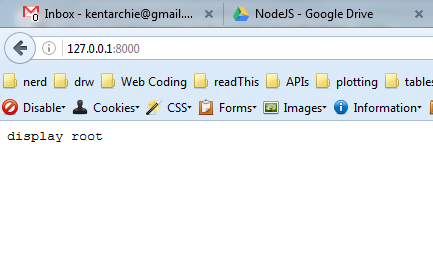 0 Inbox - kentarchie@gmail.... NodeJS - Google Drive
127.0.0.1:8000
nerd drw Web Coding readThis APIs plotting tables
Disable Cookies CSS Forms Images Information
display root